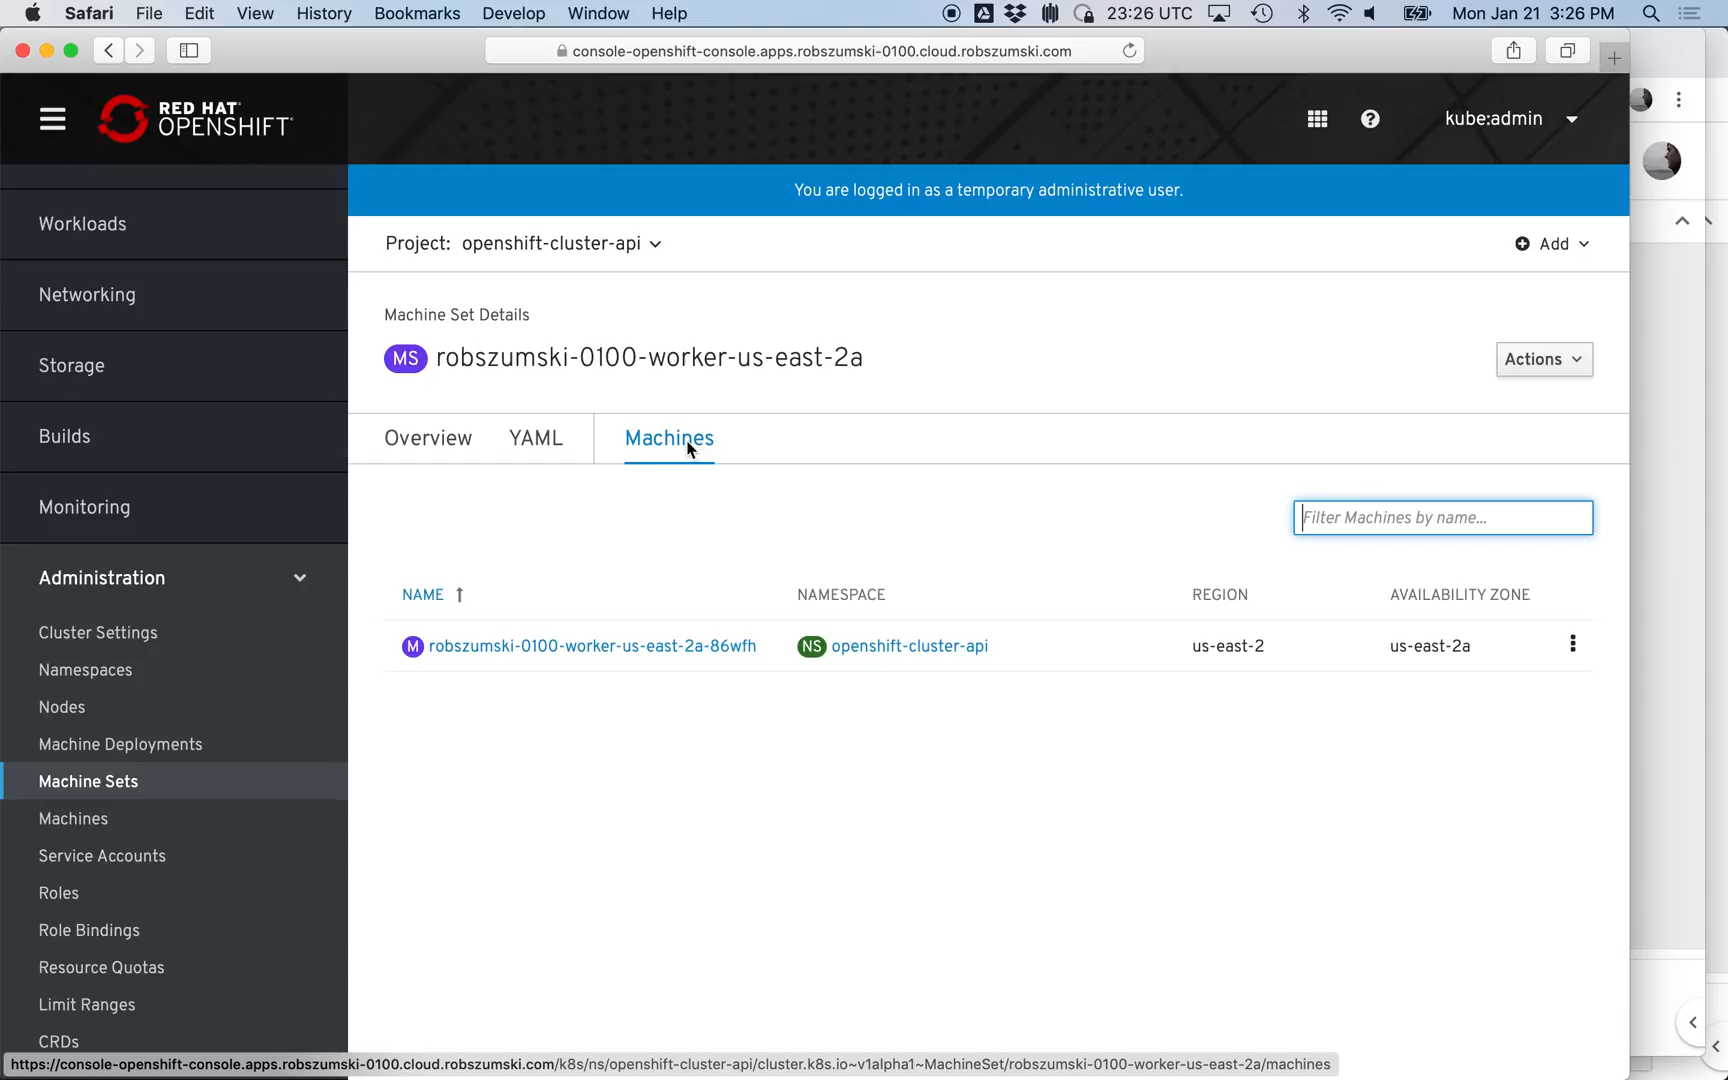 Safari File Edit View History Bookmarks Develop Window Help 23:26 UTC Mon Jan 21 3:26 PM
console-openshift-console.apps.robszumski-0100.cloud.robszumski.com
RED HAT
OPENSHIFT
kube:admin
You are logged in as a temporary administrative user.
Project: openshift-cluster-api
Add
Workloads
Networking
Storage
Builds
Monitoring
Administration
Cluster Settings
Namespaces
Nodes
Machine Deployments
Machine Sets
Machines
Service Accounts
Roles
Role Bindings
Resource Quotas
Limit Ranges
CRDs
Machine Set Details
MS robszumski-0100-worker-us-east-2a
Actions
Overview YAML Machines
Filter Machines by name...
NAME NAMESPACE REGION AVAILABILITY ZONE
M robszumski-0100-worker-us-east-2a-86wfh NS openshift-cluster-api us-east-2 us-east-2a
https://console-openshift-console.apps.robszumski-0100.cloud.robszumski.com/k8s/ns/openshift-cluster-api/cluster.k8s.io~v1alpha1~MachineSet/robszumski-0100-worker-us-east-2a/machines